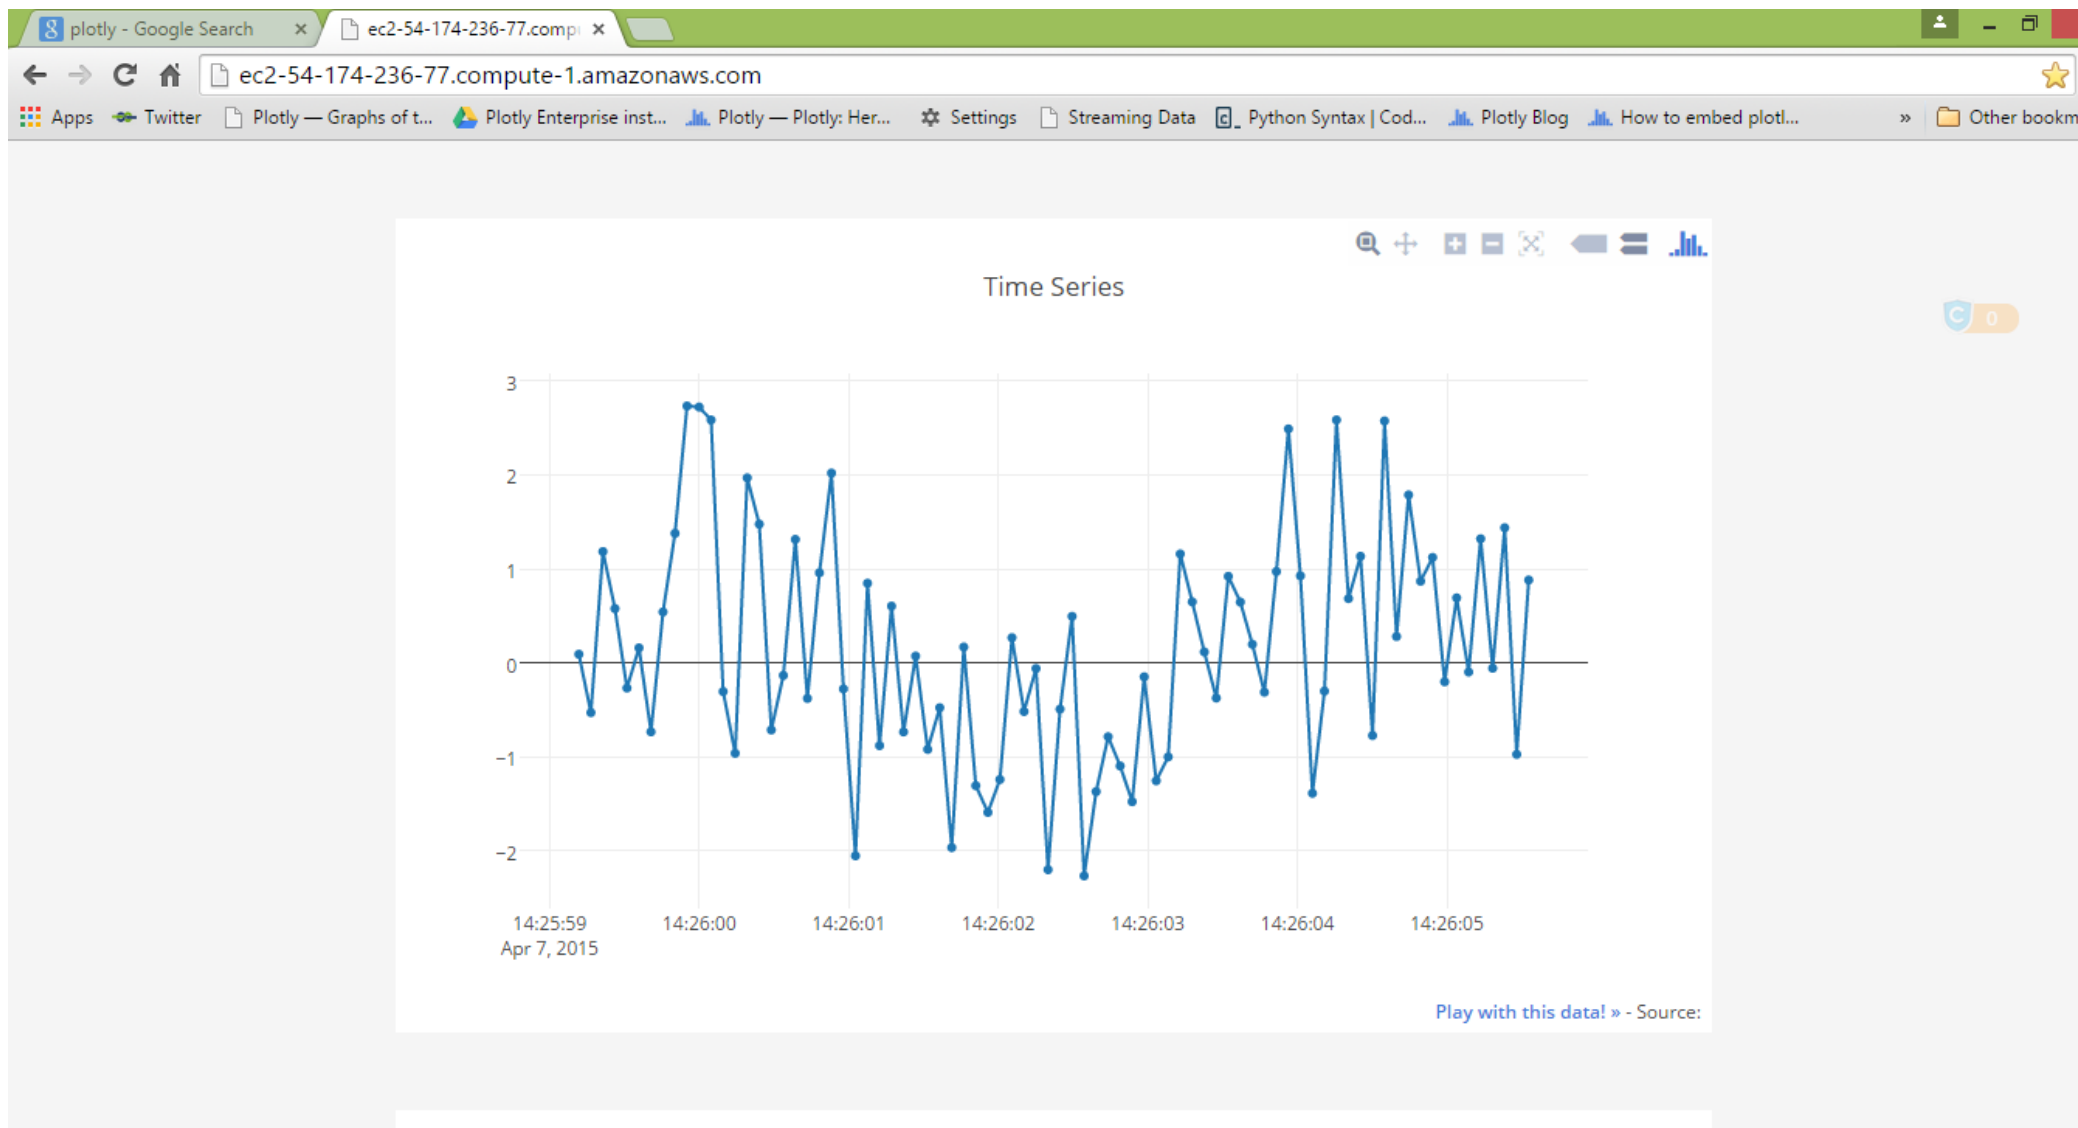 plotly - Google Search
ec2-54-174-236-77.comp
ec2-54-174-236-77.compute-1.amazonaws.com
Apps Twitter Plotly — Graphs of t... Plotly Enterprise inst... Plotly — Plotly: Her... Settings Streaming Data Python Syntax | Cod... Plotly Blog How to embed plotl... » Other bookm
Time Series
C 0
3
2
1
0
−1
−2
14:25:59 14:26:00 14:26:01 14:26:02 14:26:03 14:26:04 14:26:05
Apr 7, 2015
Play with this data! » - Source: